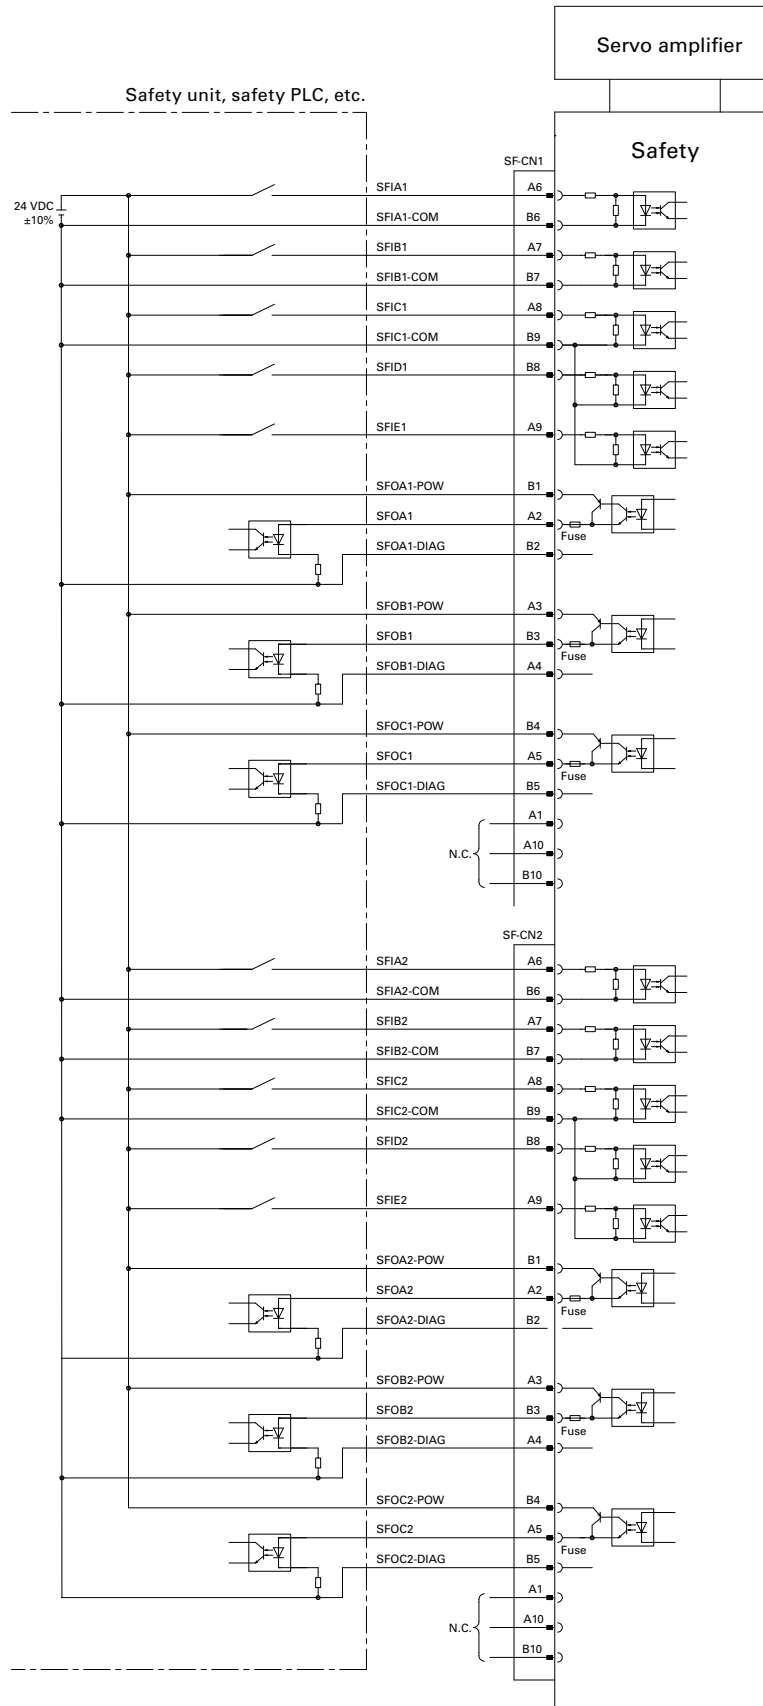 Servo amplifier
Safety unit, safety PLC, etc.
Safety
SF-CN1
24 VDC
±10%
SFIA1 A6
SFIA1-COM B6
SFIB1 A7
SFIB1-COM B7
SFIC1 A8
SFIC1-COM B9
SFID1 B8
SFIE1 A9
SFOA1-POW B1
SFOA1 A2
Fuse
SFOA1-DIAG B2
SFOB1-POW A3
SFOB1 B3
Fuse
SFOB1-DIAG A4
SFOC1-POW B4
SFOC1 A5
Fuse
SFOC1-DIAG B5
A1
N.C. A10
B10
SF-CN2
SFIA2 A6
SFIA2-COM B6
SFIB2 A7
SFIB2-COM B7
SFIC2 A8
SFIC2-COM B9
SFID2 B8
SFIE2 A9
SFOA2-POW B1
SFOA2 A2
Fuse
SFOA2-DIAG B2
SFOB2-POW A3
SFOB2 B3
Fuse
SFOB2-DIAG A4
SFOC2-POW B4
SFOC2 A5
Fuse
SFOC2-DIAG B5
A1
N.C. A10
B10